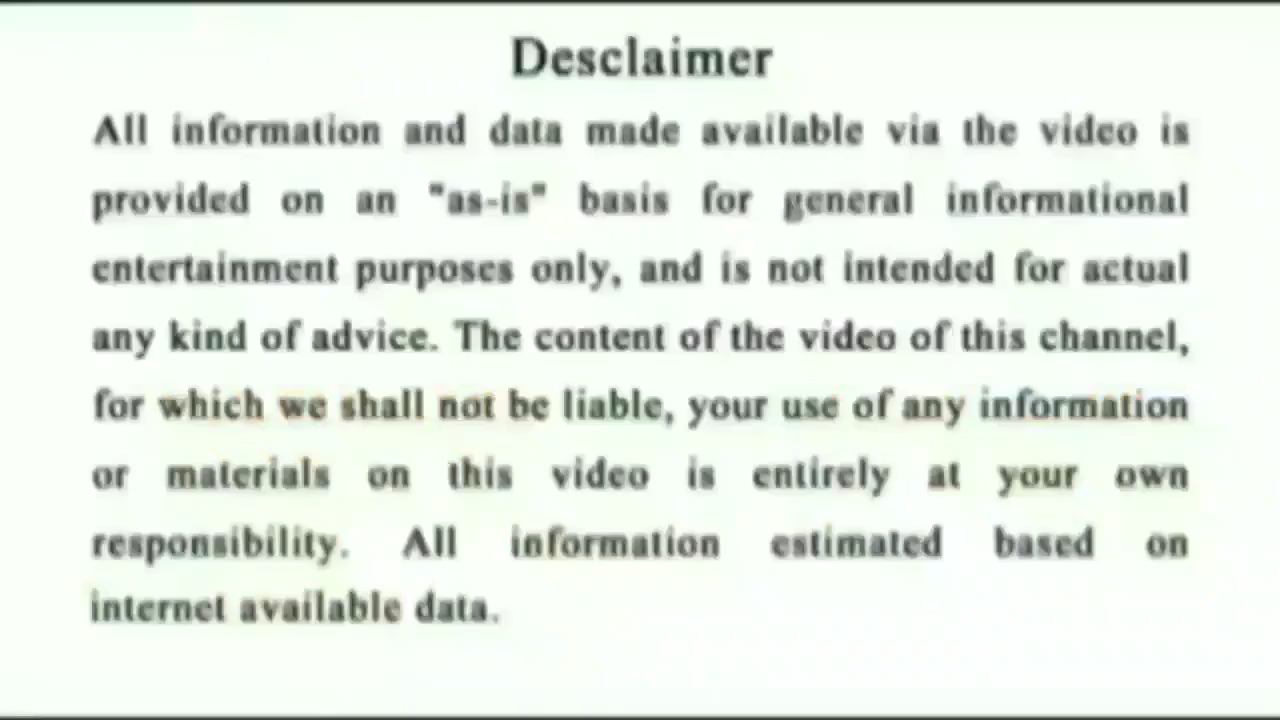 Desclaimer
All information and data made available via the video is
provided on an "as-is" basis for general informational
entertainment purposes only, and is not intended for actual
any kind of advice. The content of the video of this channel,
for which we shall not be liable, your use of any information
or materials on this video is entirely at your own
responsibility. All information estimated based on
internet available data.